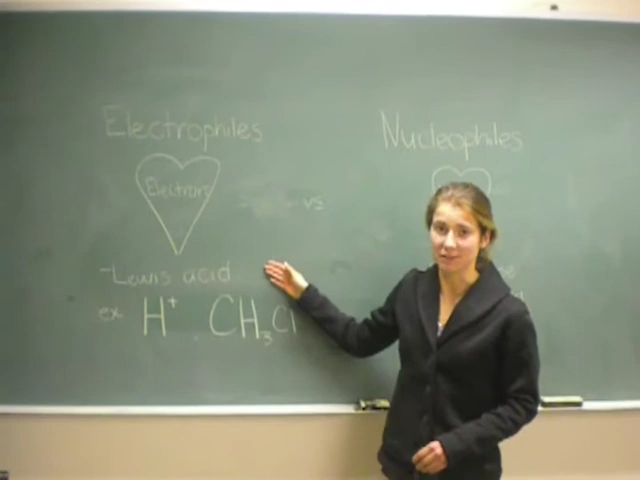 Electrophiles
Nucleophiles
Electrons
vs
-Lewis acid
ex H+ CH3Cl